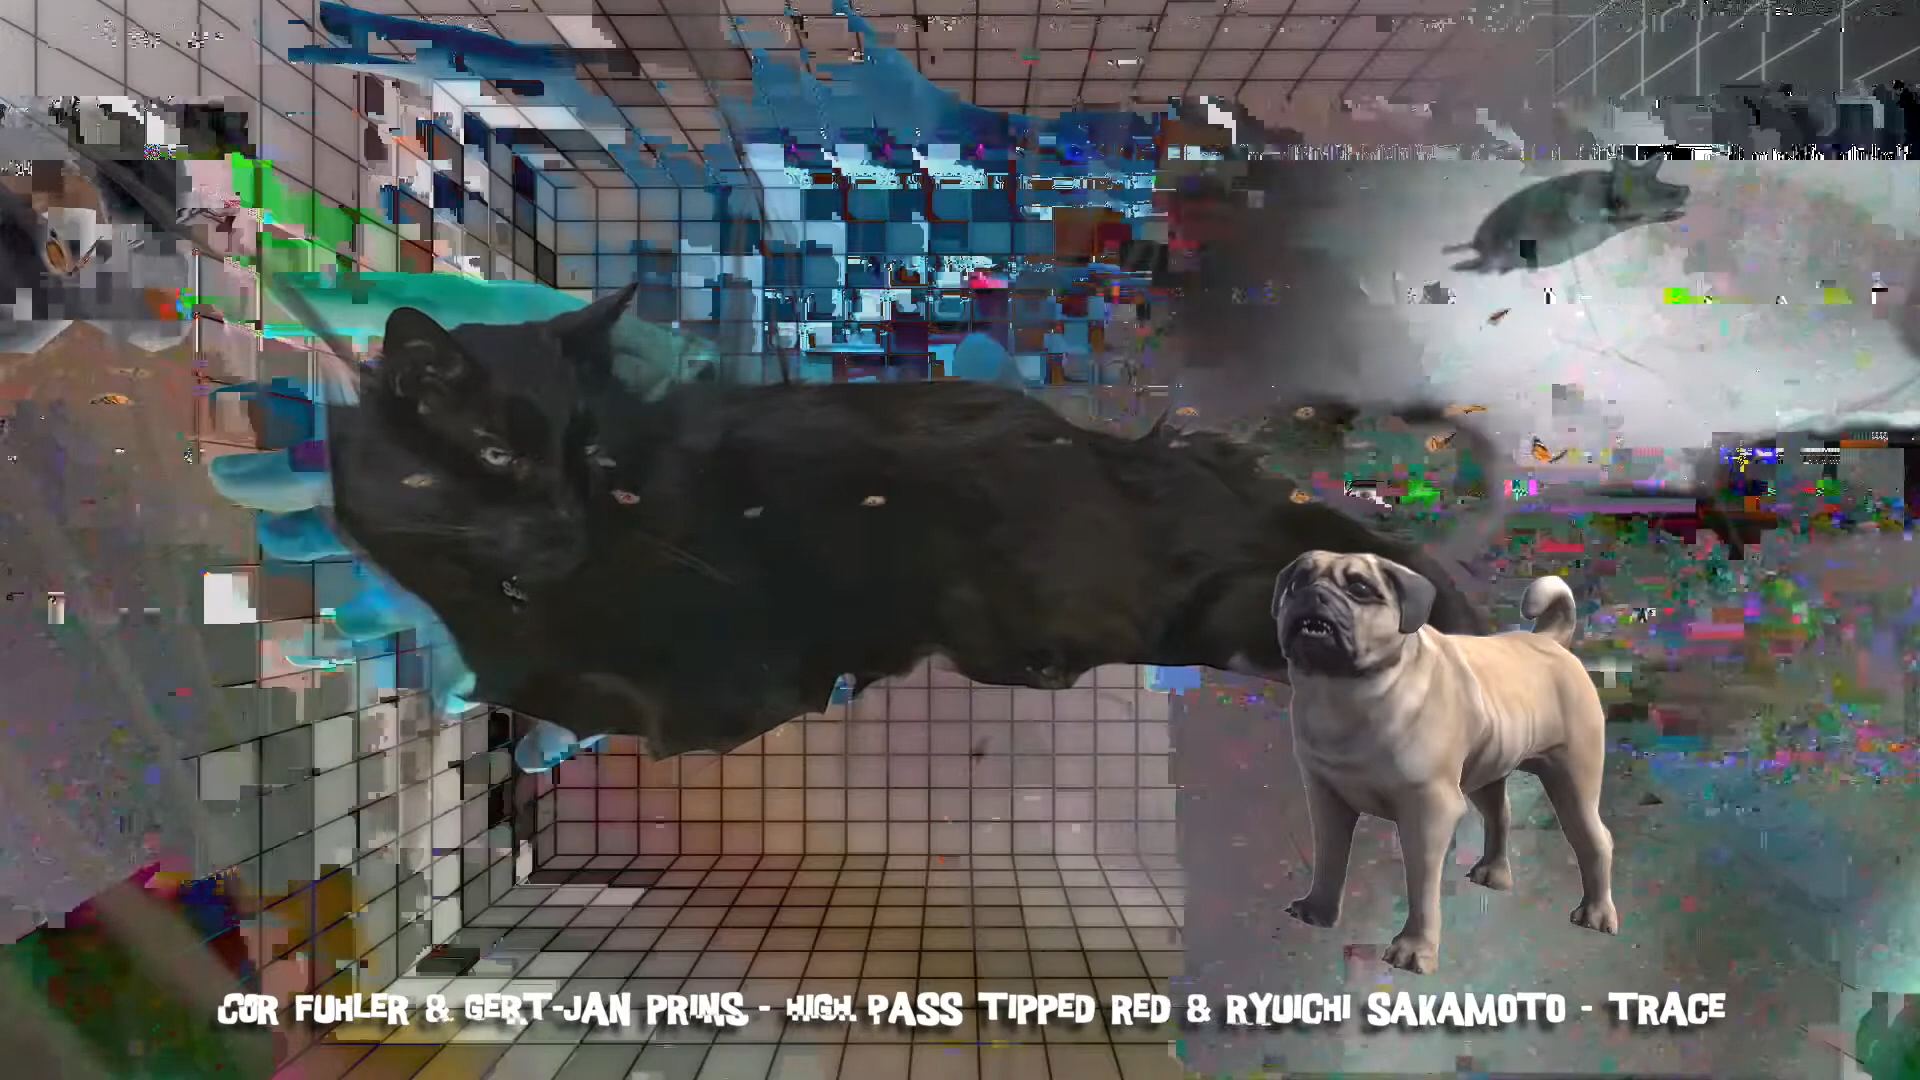 COR FUHLER & GERT-JAN PRINS - HIGH PASS TIPPED RED & RYUICHI SAKAMOTO - TRACE